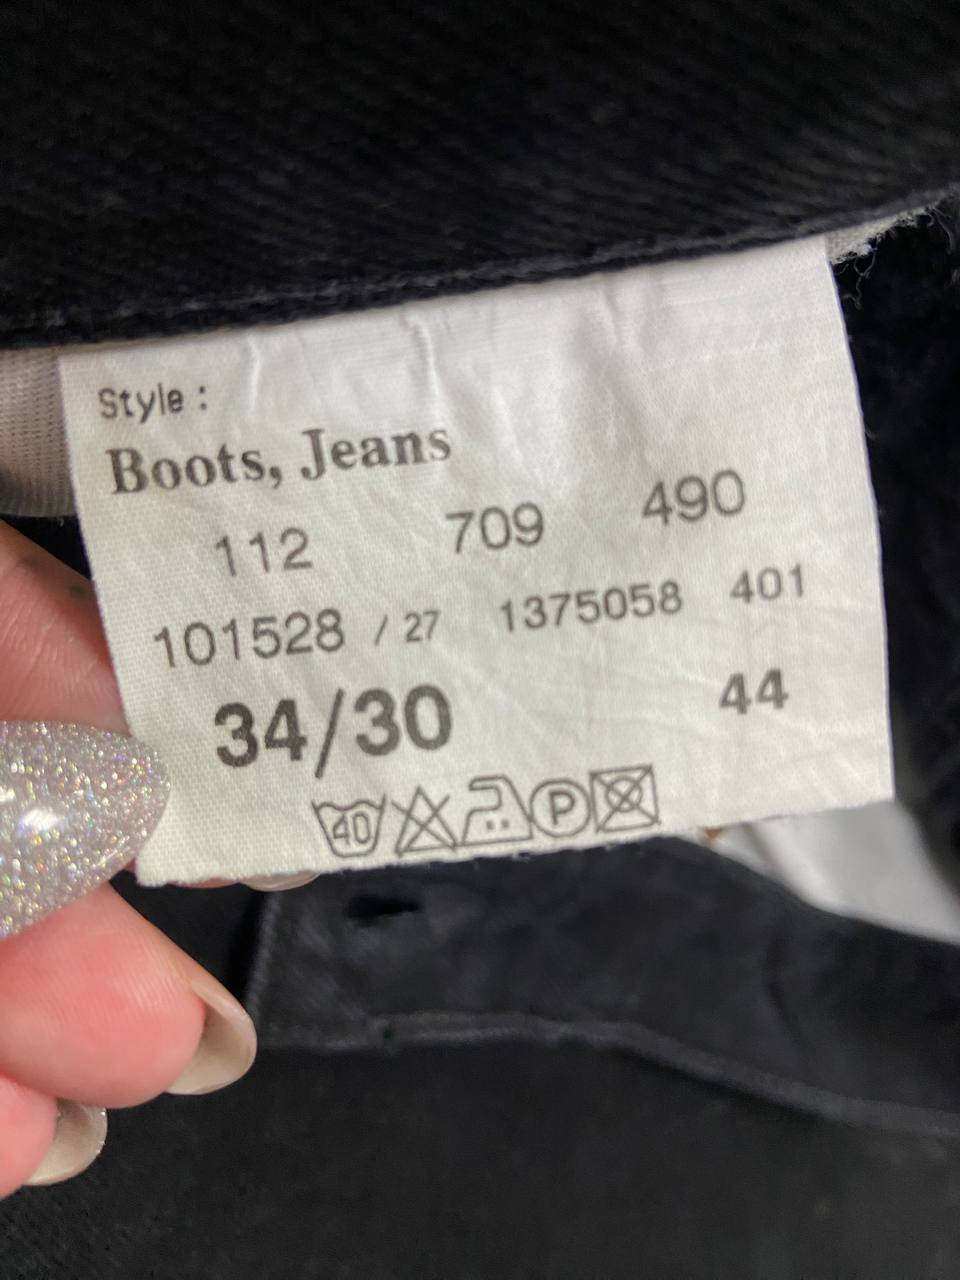 Style :
Boots, Jeans
112 709 490
101528 / 27 1375058 401
34/30 44
40 P